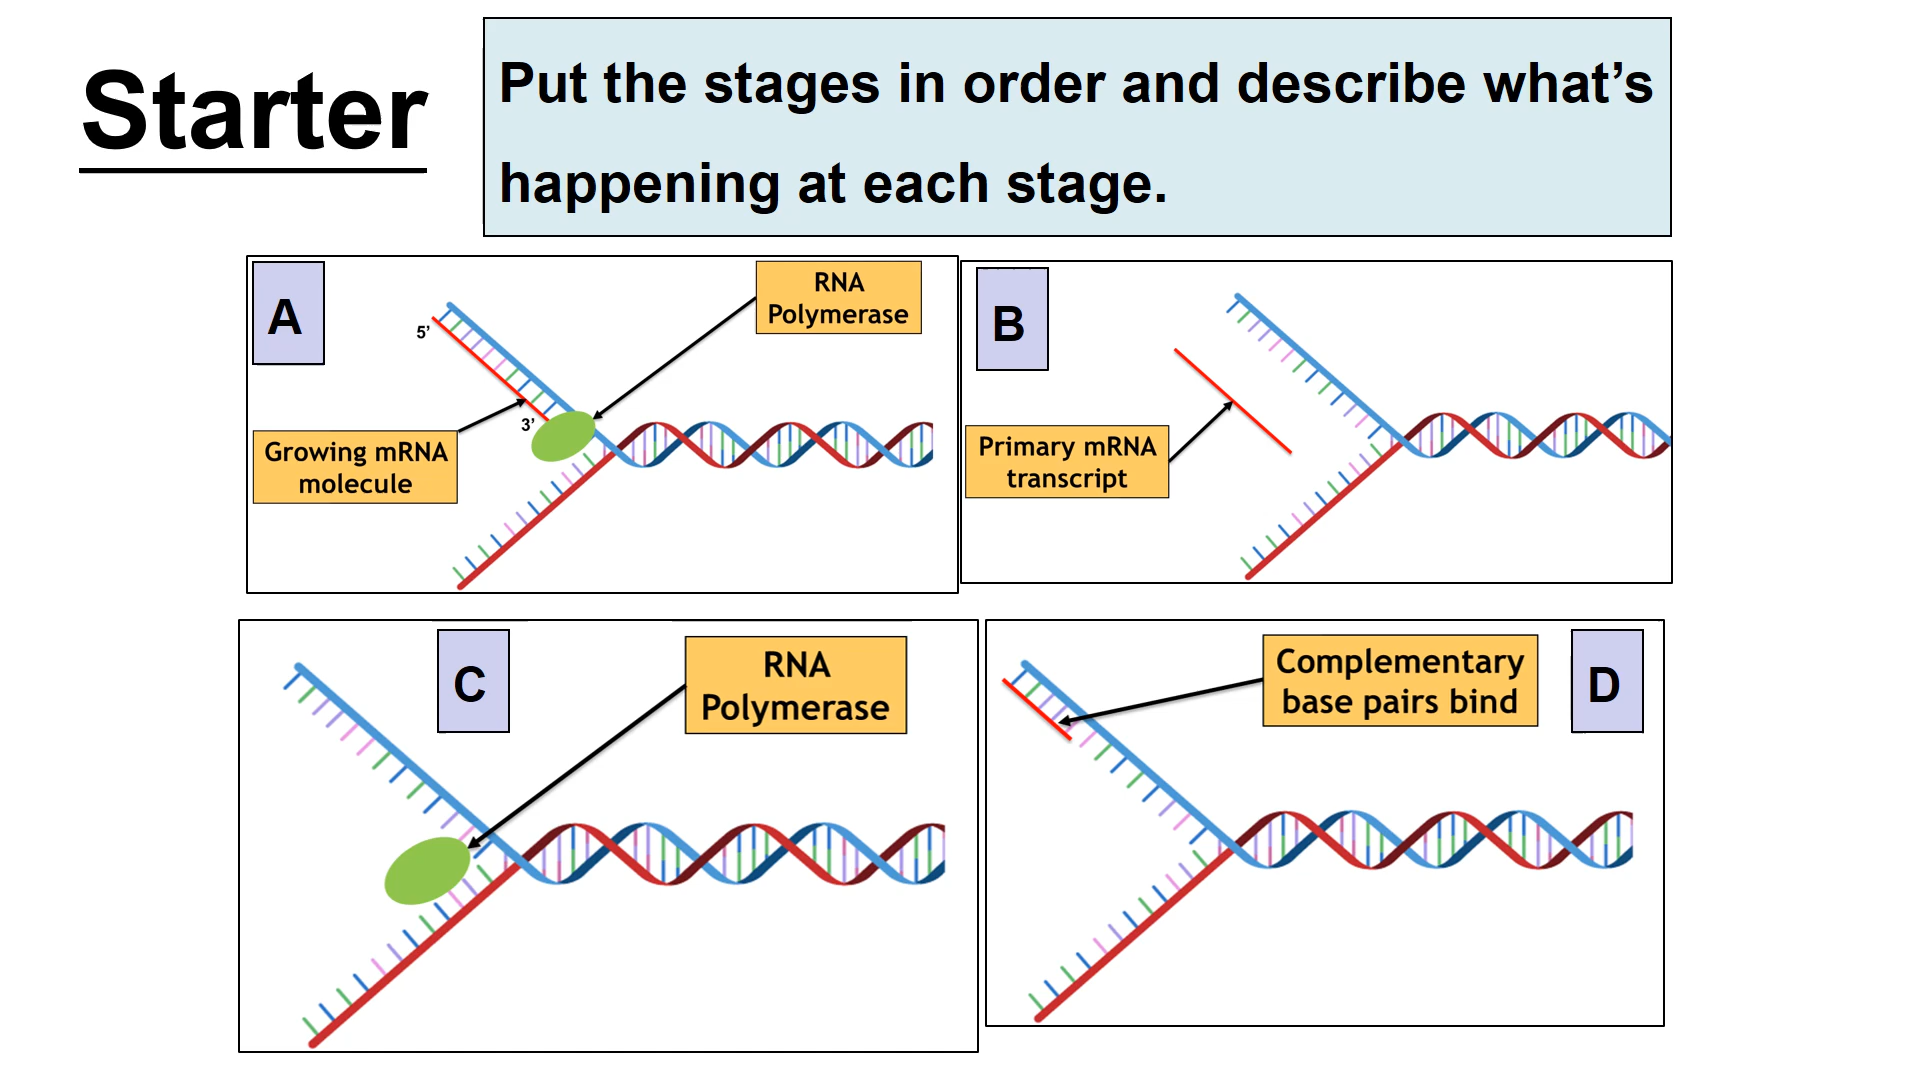 Starter
Put the stages in order and describe what’s
happening at each stage.
A
RNA
Polymerase
5’
3’
Growing mRNA
molecule
B
Primary mRNA
transcript
C
RNA
Polymerase
Complementary
base pairs bind
D